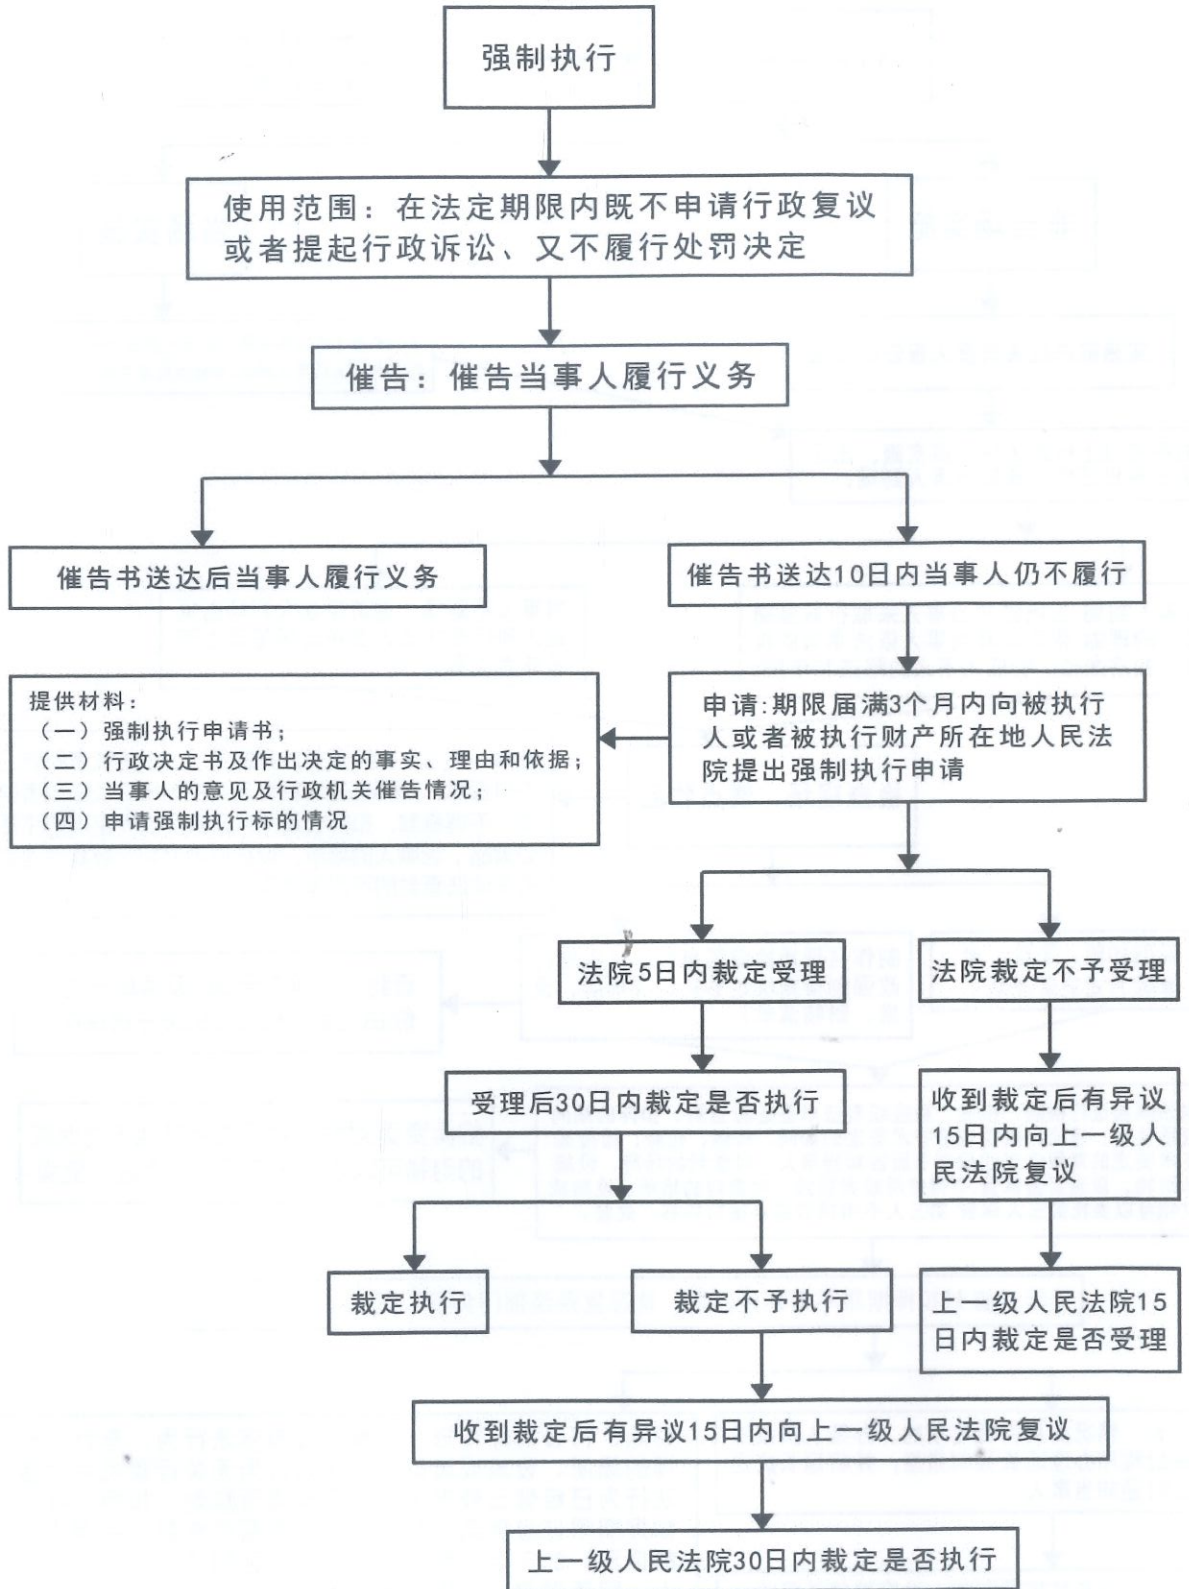 强制执行
使用范围：在法定期限内既不申请行政复议
或者提起行政诉讼、又不履行处罚决定
催告：催告当事人履行义务
催告书送达后当事人履行义务
催告书送达10日内当事人仍不履行
提供材料：
（一）强制执行申请书；
（二）行政决定书及作出决定的事实、理由和依据；
（三）当事人的意见及行政机关催告情况；
（四）申请强制执行标的情况
申请:期限届满3个月内向被执行
人或者被执行财产所在地人民法
院提出强制执行申请
法院5日内裁定受理
法院裁定不予受理
受理后30日内裁定是否执行
收到裁定后有异议
15日内向上一级人
民法院复议
裁定执行
裁定不予执行
上一级人民法院15
日内裁定是否受理
收到裁定后有异议15日内向上一级人民法院复议
上一级人民法院30日内裁定是否执行